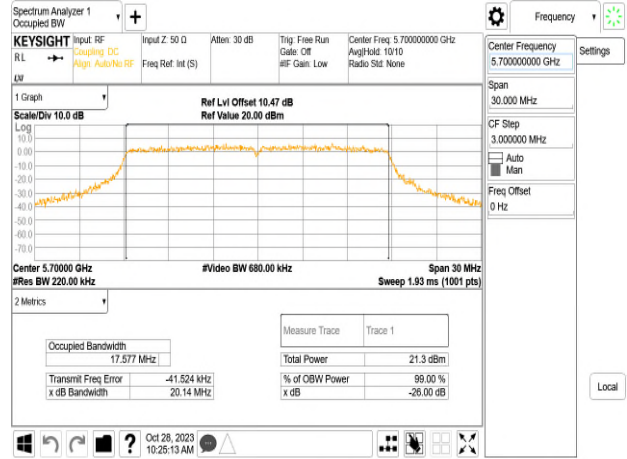 Spectrum Analyzer 1
Occupied BW
Frequency
KEYSIGHT Input: RF Input Z: 50 Ω Atten: 30 dB Trig: Free Run Center Freq: 5.700000000 GHz
Coupling: DC Gate: Off Avg|Hold: 10/10
RL Align: Auto/No RF Freq Ref: Int (S) #IF Gain: Low Radio Std: None
Center Frequency
5.700000000 GHz
Settings
Span
30.000 MHz
CF Step
3.000000 MHz
Auto
Man
Freq Offset
0 Hz
Local
1 Graph
Scale/Div 10.0 dB
Ref Lvl Offset 10.47 dB
Ref Value 20.00 dBm
Log
10.0
0.00
-10.0
-20.0
-30.0
-40.0
-50.0
-60.0
-70.0
Center 5.70000 GHz #Video BW 680.00 kHz Span 30 MHz
#Res BW 220.00 kHz Sweep 1.93 ms (1001 pts)
2 Metrics
Measure Trace Trace 1
Occupied Bandwidth
17.577 MHz
Total Power 21.3 dBm
Transmit Freq Error -41.524 kHz % of OBW Power 99.00 %
x dB Bandwidth 20.14 MHz x dB -26.00 dB
?
Oct 28, 2023
10:25:13 AM